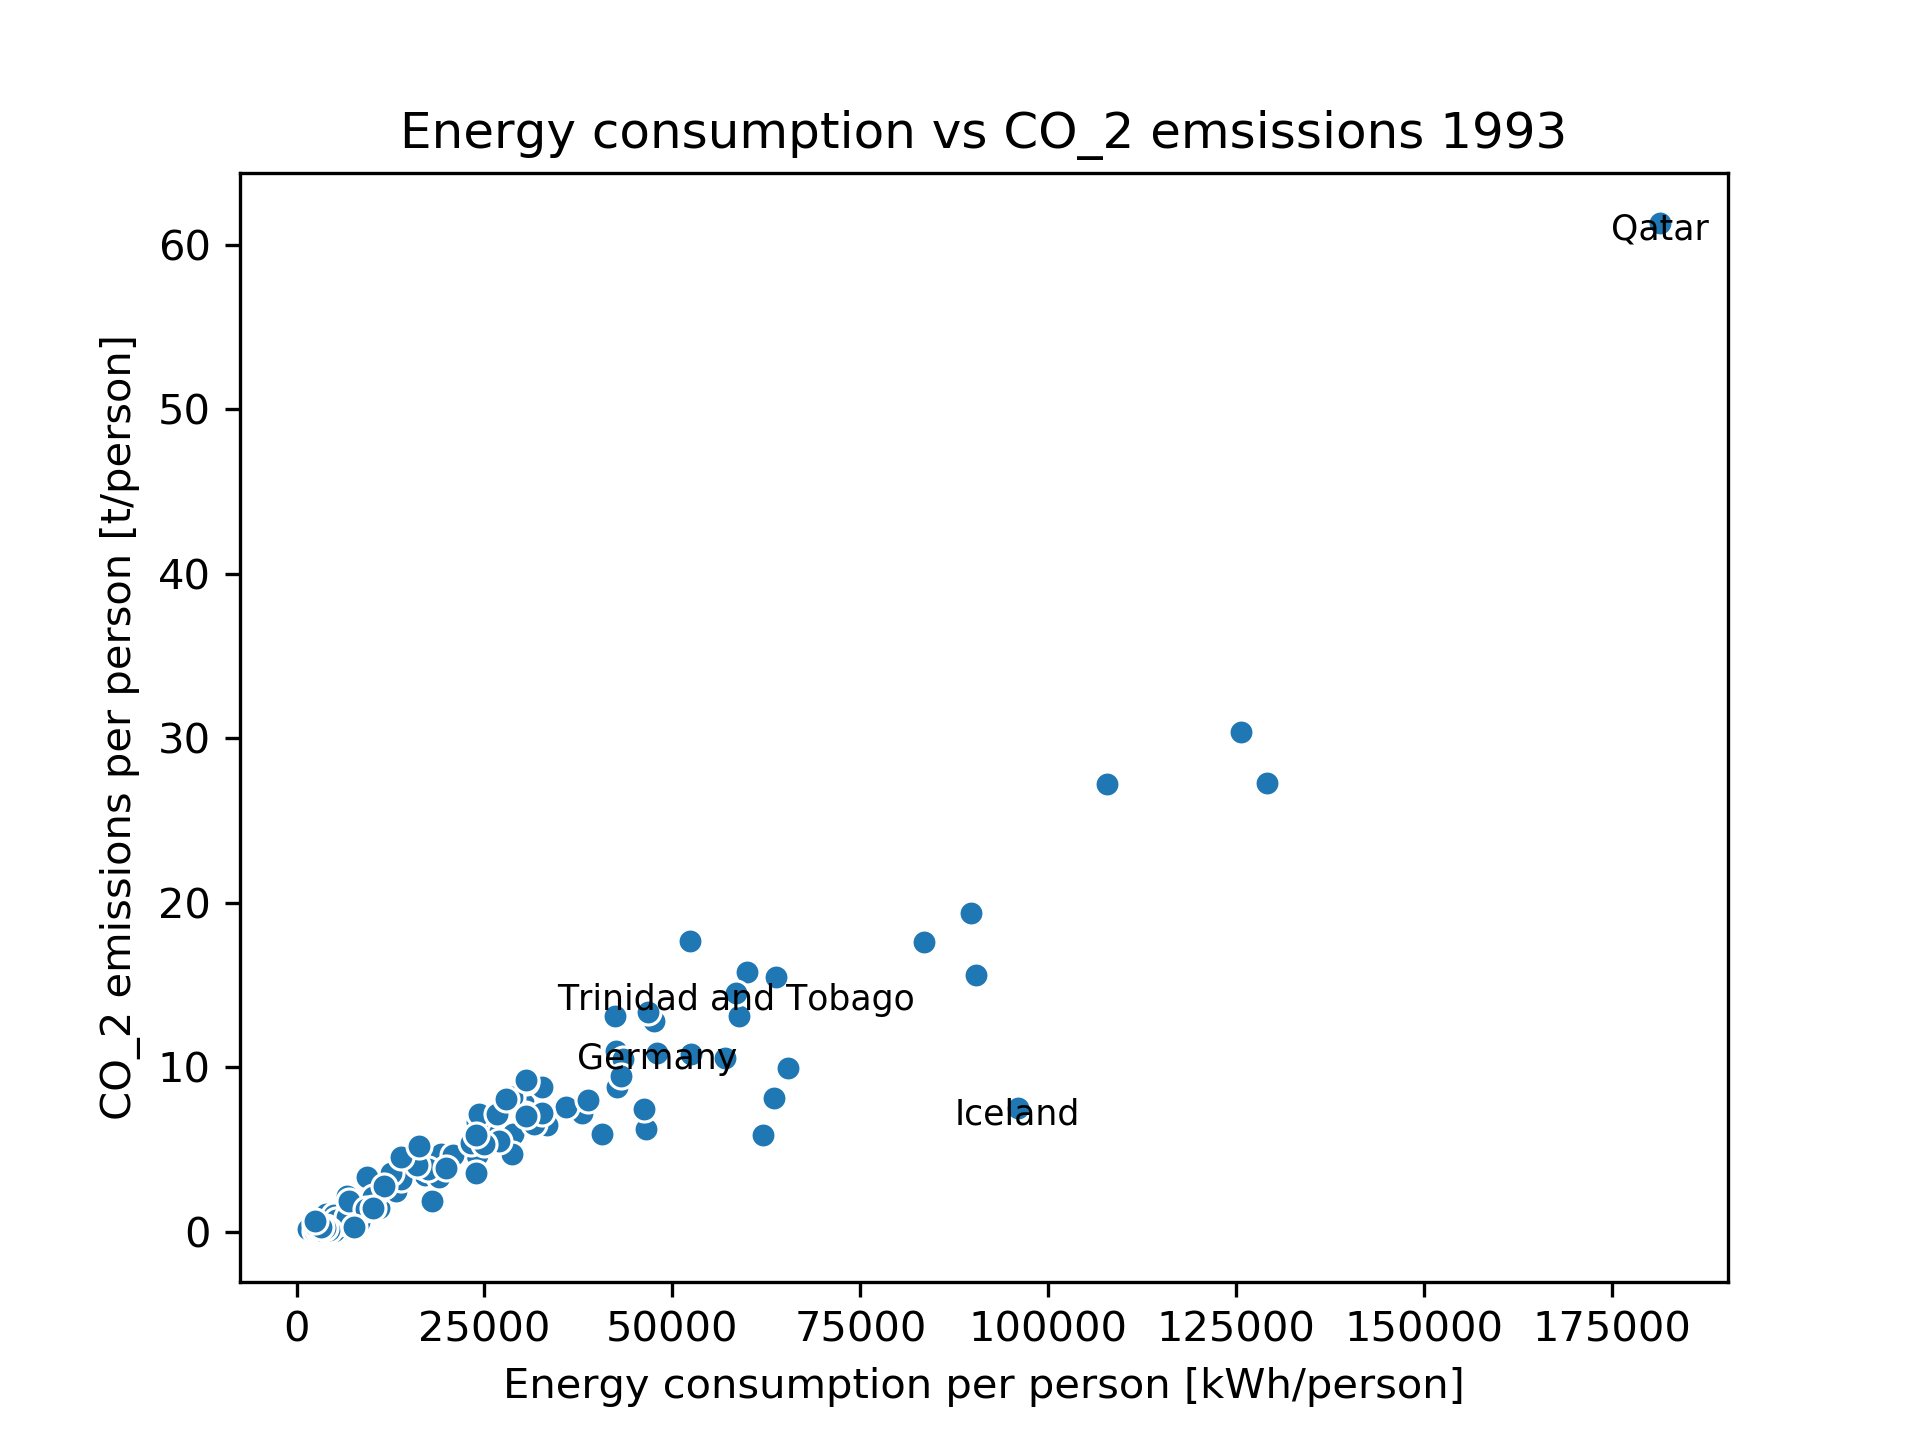 Energy consumption vs CO_2 emsissions 1993
Qatar
60
50
40
30
20
10
0
Trinidad and Tobago
Germany
Iceland
0 25000 50000 75000 100000 125000 150000 175000
Energy consumption per person [kWh/person]
CO_2 emissions per person [t/person]